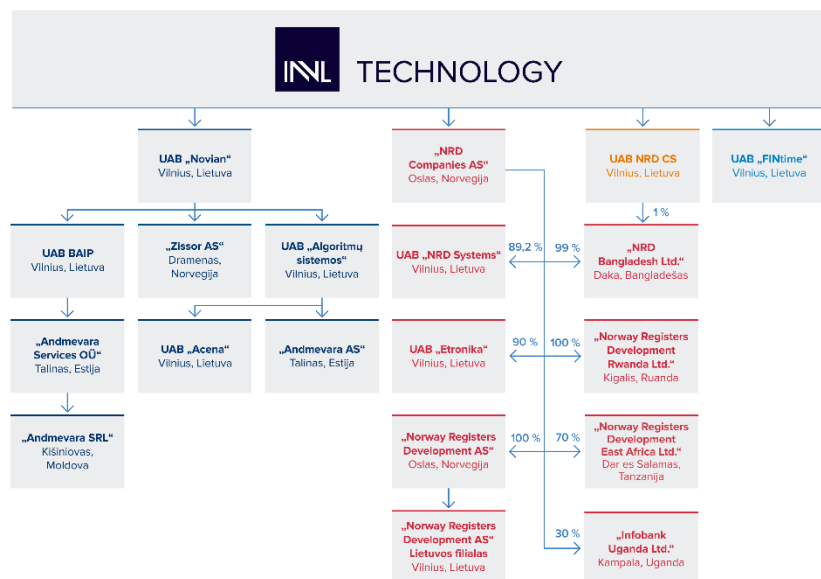 INVL TECHNOLOGY
UAB „Novian“
Vilnius, Lietuva
„NRD
Companies AS“
Oslas, Norvegija
UAB NRD CS
Vilnius, Lietuva
UAB „FINtime“
Vilnius, Lietuva
1 %
UAB BAIP
Vilnius, Lietuva
„Zissor AS“
Dramenas,
Norvegija
UAB „Algoritmų
sistemos“
Vilnius, Lietuva
UAB „NRD Systems“
Vilnius, Lietuva
89,2 %
99 %
„NRD
Bangladesh Ltd.“
Daka, Bangladešas
„Andmevara
Services OÜ“
Talinas, Estija
UAB „Acena“
Vilnius, Lietuva
„Andmevara AS“
Talinas, Estija
UAB „Etronika“
Vilnius, Lietuva
90 %
100 %
„Norway Registers
Development
Rwanda Ltd.“
Kigalis, Ruanda
„Andmevara SRL“
Kišiniovas,
Moldova
„Norway Registers
Development AS“
Oslas, Norvegija
100 %
70 %
„Norway Registers
Development
East Africa Ltd.“
Dar es Salamas,
Tanzanija
„Norway Registers
Development AS“
Lietuvos filialas
Vilnius, Lietuva
30 %
„Infobank
Uganda Ltd.“
Kampala, Uganda